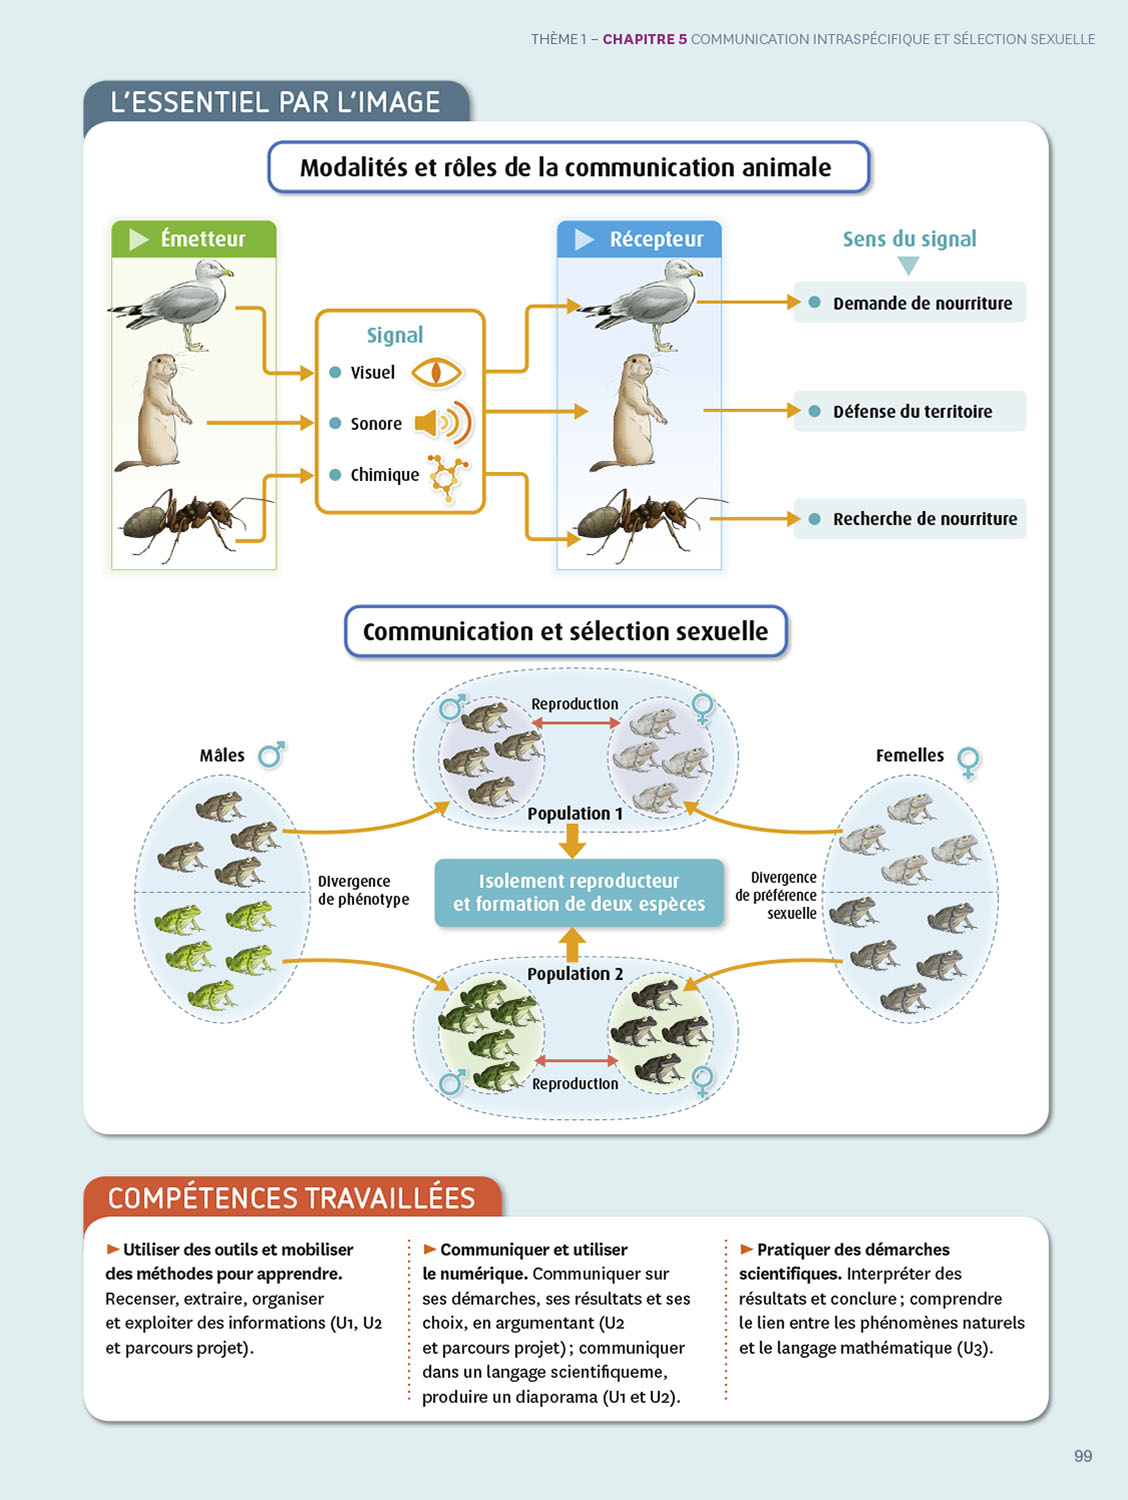 THÈME 1 – CHAPITRE 5 COMMUNICATION INTRASPÉCIFIQUE ET SÉLECTION SEXUELLE
L'ESSENTIEL PAR L'IMAGE
Modalités et rôles de la communication animale
Émetteur
Récepteur
Sens du signal
Signal
Visuel
Sonore
Chimique
Demande de nourriture
Défense du territoire
Recherche de nourriture
Communication et sélection sexuelle
Reproduction
Mâles
Femelles
Population 1
Divergence
de phénotype
Isolement reproducteur
et formation de deux espèces
Divergence
de préférence
sexuelle
Population 2
Reproduction
COMPÉTENCES TRAVAILLÉES
Utiliser des outils et mobiliser
des méthodes pour apprendre.
Recenser, extraire, organiser
et exploiter des informations (U1, U2
et parcours projet).
Communiquer et utiliser
le numérique. Communiquer sur
ses démarches, ses résultats et ses
choix, en argumentant (U2
et parcours projet) ; communiquer
dans un langage scientifiqueme,
produire un diaporama (U1 et U2).
Pratiquer des démarches
scientifiques. Interpréter des
résultats et conclure ; comprendre
le lien entre les phénomènes naturels
et le langage mathématique (U3).
99